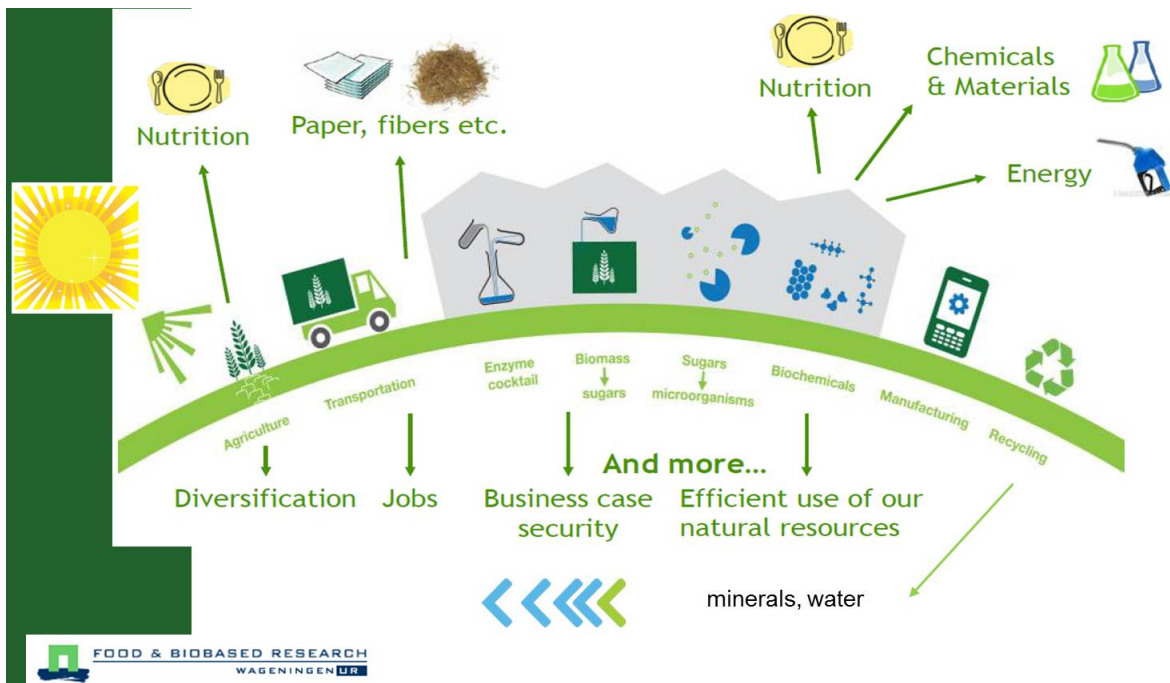 Nutrition
Paper, fibers etc.
Nutrition
Chemicals
& Materials
Energy
Agriculture
Transportation
Enzyme
cocktail
Biomass
sugars
Sugars
microorganisms
Biochemicals
Manufacturing
Recycling
And more...
Diversification
Jobs
Business case
security
Efficient use of our
natural resources
minerals, water
FOOD & BIOBASED RESEARCH
WAGENINGEN UR